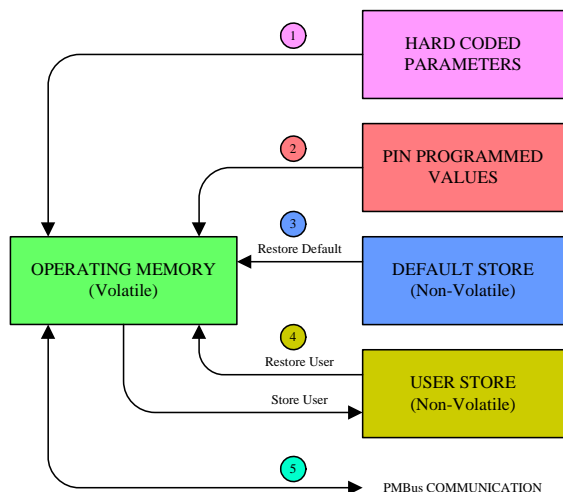 1
HARD CODED
PARAMETERS
2
PIN PROGRAMMED
VALUES
3
Restore Default
OPERATING MEMORY
(Volatile)
DEFAULT STORE
(Non-Volatile)
4
Restore User
Store User
USER STORE
(Non-Volatile)
5
PMBus COMMUNICATION